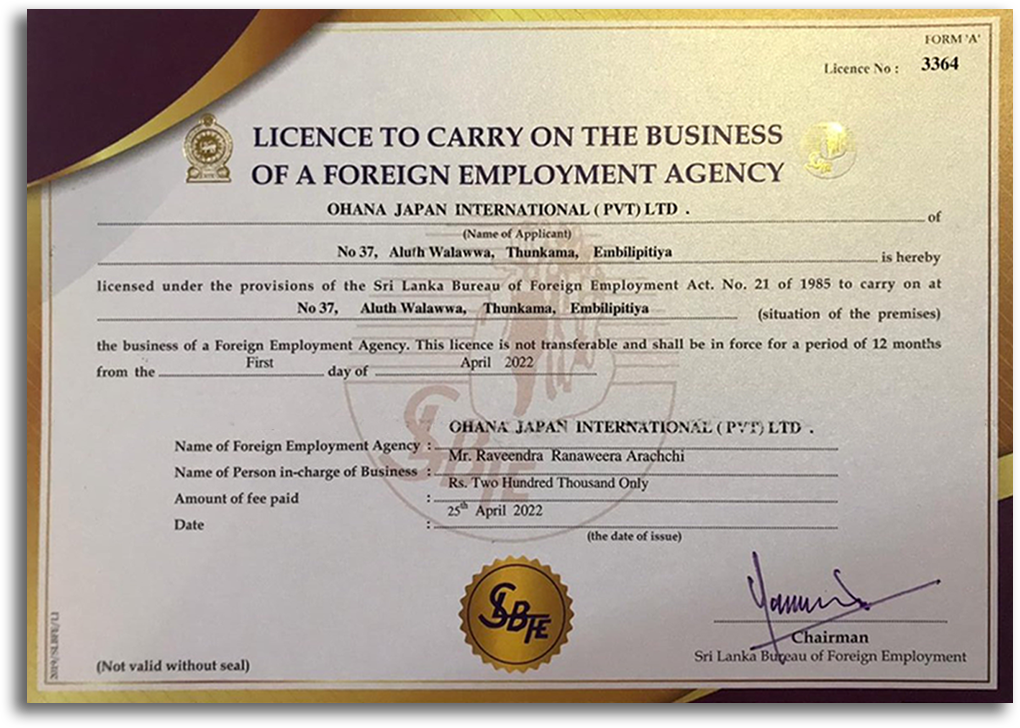 FORM 'A'
Licence No : 3364
LICENCE TO CARRY ON THE BUSINESS
OF A FOREIGN EMPLOYMENT AGENCY
OHANA JAPAN INTERNATIONAL ( PVT) LTD . of
(Name of Applicant)
No 37, Aluth Walawwa, Thunkama, Embilipitiya is hereby
licensed under the provisions of the Sri Lanka Bureau of Foreign Employment Act. No. 21 of 1985 to carry on at
No 37, Aluth Walawwa, Thunkama, Embilipitiya (situation of the premises)
the business of a Foreign Employment Agency. This licence is not transferable and shall be in force for a period of 12 months
from the First day of April 2022
OHANA JAPAN INTERNATIONAL ( PVT) LTD .
Name of Foreign Employment Agency :
Mr. Raveendra Ranaweera Arachchi
Name of Person in-charge of Business :
Rs. Two Hundred Thousand Only
Amount of fee paid :
25th April 2022
Date :
(the date of issue)
SLBFE
SLBFE
Chairman
Sri Lanka Bureau of Foreign Employment
(Not valid without seal)
2019/SLBFE/LI